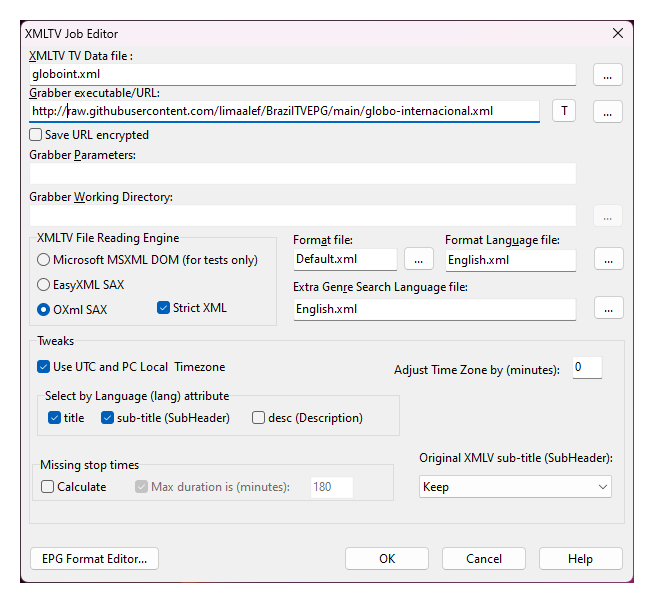 XMLTV Job Editor
XMLTV TV Data file :
globoint.xml
...
Grabber executable/URL:
http://raw.githubusercontent.com/limaalef/BrazilTVEPG/main/globo-internacional.xml
T
...
Save URL encrypted
Grabber Parameters:
Grabber Working Directory:
...
XMLTV File Reading Engine
Microsoft MSXML DOM (for tests only)
EasyXML SAX
OXml SAX
Strict XML
Format file:
Default.xml
...
Format Language file:
English.xml
...
Extra Genre Search Language file:
English.xml
...
Tweaks
Use UTC and PC Local Timezone
Adjust Time Zone by (minutes):
0
Select by Language (lang) attribute
title
sub-title (SubHeader)
desc (Description)
Missing stop times
Calculate
Max duration is (minutes):
180
Original XMLV sub-title (SubHeader):
Keep
EPG Format Editor...
OK
Cancel
Help